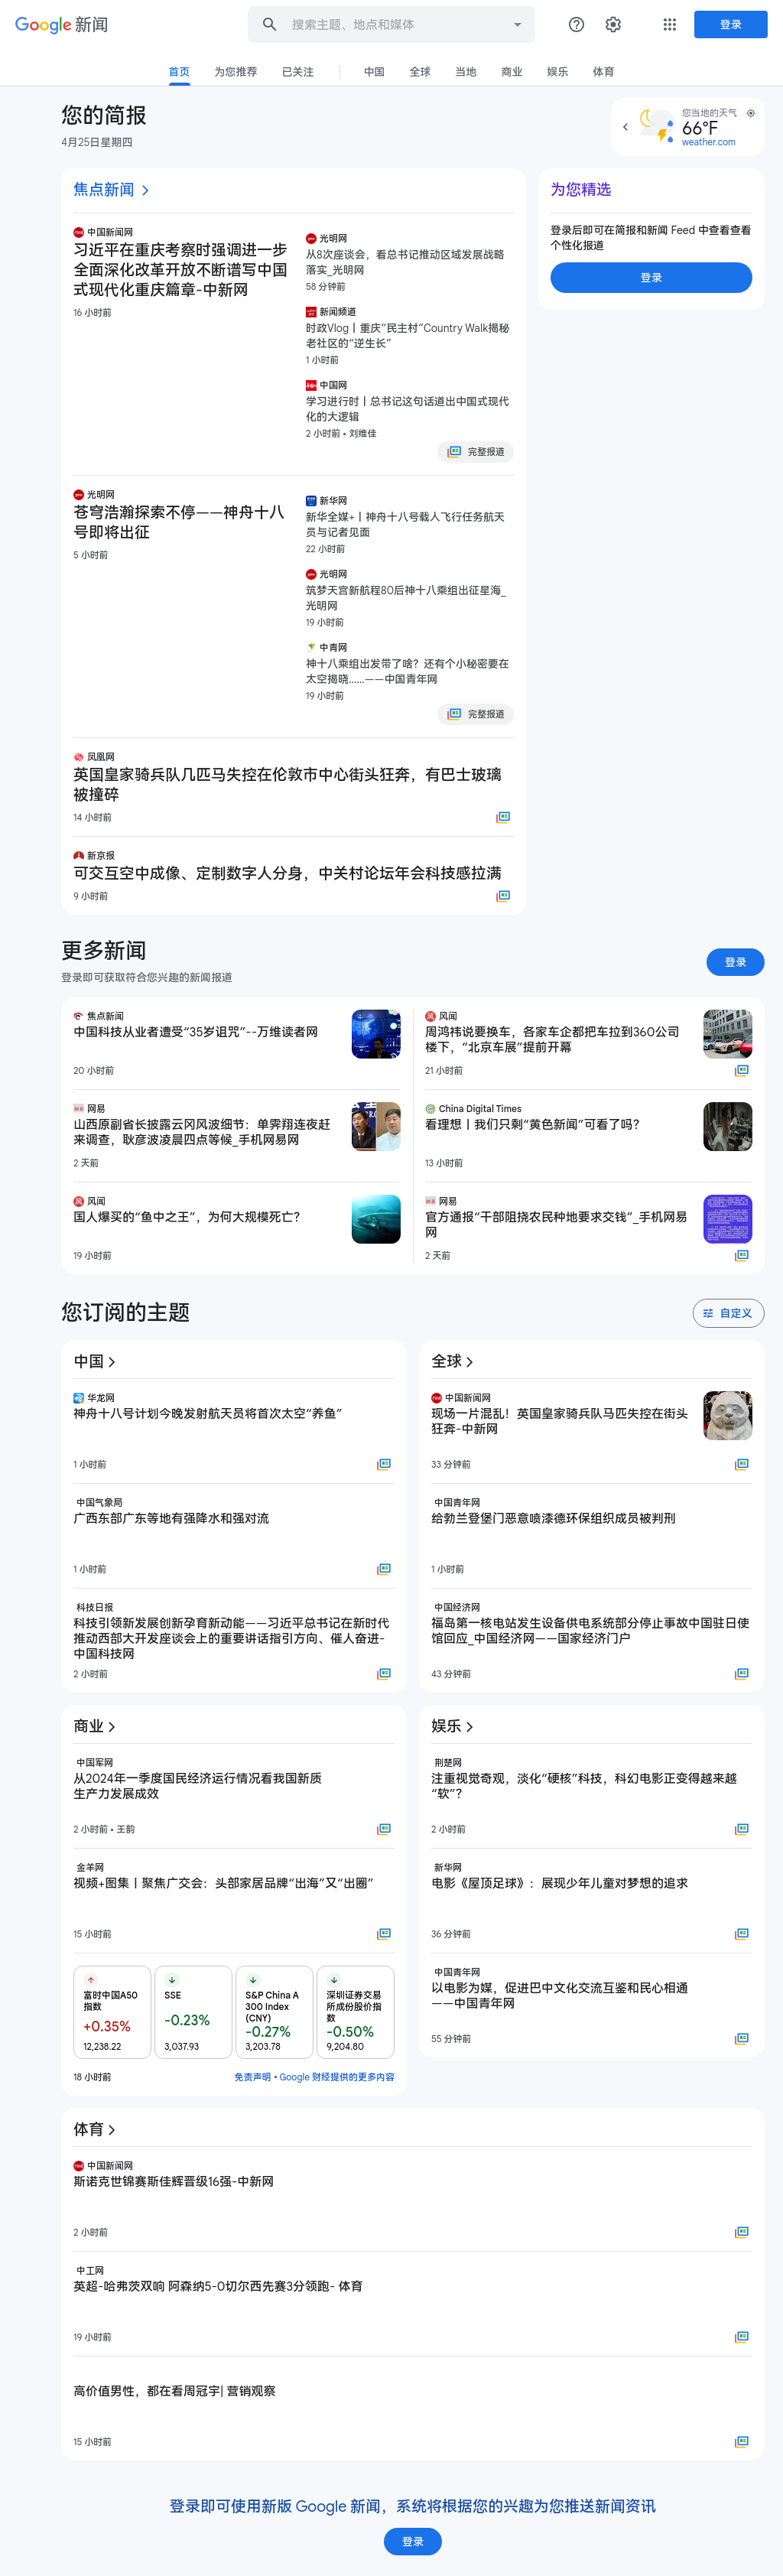 Google 新闻
搜索主题、地点和媒体
登录
首页
为您推荐
已关注
中国
全球
当地
商业
娱乐
体育
您的简报
4月25日星期四
您当地的天气
66°F
weather.com
焦点新闻
中国新闻网
习近平在重庆考察时强调进一步
全面深化改革开放不断谱写中国
式现代化重庆篇章-中新网
16 小时前
光明网
从8次座谈会，看总书记推动区域发展战略
落实_光明网
58 分钟前
新闻频道
时政Vlog丨重庆“民主村”Country Walk揭秘
老社区的“逆生长”
1 小时前
中国网
学习进行时丨总书记这句话道出中国式现代
化的大逻辑
2 小时前 • 刘维佳
完整报道
光明网
苍穹浩瀚探索不停——神舟十八
号即将出征
5 小时前
新华网
新华全媒+丨神舟十八号载人飞行任务航天
员与记者见面
22 小时前
光明网
筑梦天宫新航程80后神十八乘组出征星海_
光明网
19 小时前
中青网
神十八乘组出发带了啥？还有个小秘密要在
太空揭晓……——中国青年网
19 小时前
完整报道
凤凰网
英国皇家骑兵队几匹马失控在伦敦市中心街头狂奔，有巴士玻璃
被撞碎
14 小时前
新京报
可交互空中成像、定制数字人分身，中关村论坛年会科技感拉满
9 小时前
为您精选
登录后即可在简报和新闻 Feed 中查看查看
个性化报道
登录
更多新闻
登录即可获取符合您兴趣的新闻报道
登录
焦点新闻
中国科技从业者遭受“35岁诅咒”--万维读者网
20 小时前
风闻
周鸿祎说要换车，各家车企都把车拉到360公司
楼下，“北京车展”提前开幕
21 小时前
网易
山西原副省长披露云冈风波细节：单霁翔连夜赶
来调查，耿彦波凌晨四点等候_手机网易网
2 天前
China Digital Times
看理想丨我们只剩“黄色新闻”可看了吗？
13 小时前
风闻
国人爆买的“鱼中之王”，为何大规模死亡？
19 小时前
网易
官方通报“干部阻挠农民种地要求交钱”_手机网易
网
2 天前
您订阅的主题
自定义
中国
华龙网
神舟十八号计划今晚发射航天员将首次太空“养鱼”
1 小时前
中国气象局
广西东部广东等地有强降水和强对流
1 小时前
科技日报
科技引领新发展创新孕育新动能——习近平总书记在新时代
推动西部大开发座谈会上的重要讲话指引方向、催人奋进-
中国科技网
2 小时前
全球
中国新闻网
现场一片混乱！英国皇家骑兵队马匹失控在街头
狂奔-中新网
33 分钟前
中国青年网
给勃兰登堡门恶意喷漆德环保组织成员被判刑
1 小时前
中国经济网
福岛第一核电站发生设备供电系统部分停止事故中国驻日使
馆回应_中国经济网——国家经济门户
43 分钟前
商业
中国军网
从2024年一季度国民经济运行情况看我国新质
生产力发展成效
2 小时前 • 王韵
金羊网
视频+图集丨聚焦广交会：头部家居品牌“出海”又“出圈”
15 小时前
富时中国A50
指数
+0.35%
12,238.22
SSE
-0.23%
3,037.93
S&P China A
300 Index
(CNY)
-0.27%
3,203.78
深圳证券交易
所成份股价指
数
-0.50%
9,204.80
18 小时前
免责声明 • Google 财经提供的更多内容
娱乐
荆楚网
注重视觉奇观，淡化“硬核”科技，科幻电影正变得越来越
“软”？
2 小时前
新华网
电影《屋顶足球》：展现少年儿童对梦想的追求
36 分钟前
中国青年网
以电影为媒，促进巴中文化交流互鉴和民心相通
——中国青年网
55 分钟前
体育
中国新闻网
斯诺克世锦赛斯佳辉晋级16强-中新网
2 小时前
中工网
英超-哈弗茨双响 阿森纳5-0切尔西先赛3分领跑- 体育
19 小时前
高价值男性，都在看周冠宇| 营销观察
15 小时前
登录即可使用新版 Google 新闻，系统将根据您的兴趣为您推送新闻资讯
登录